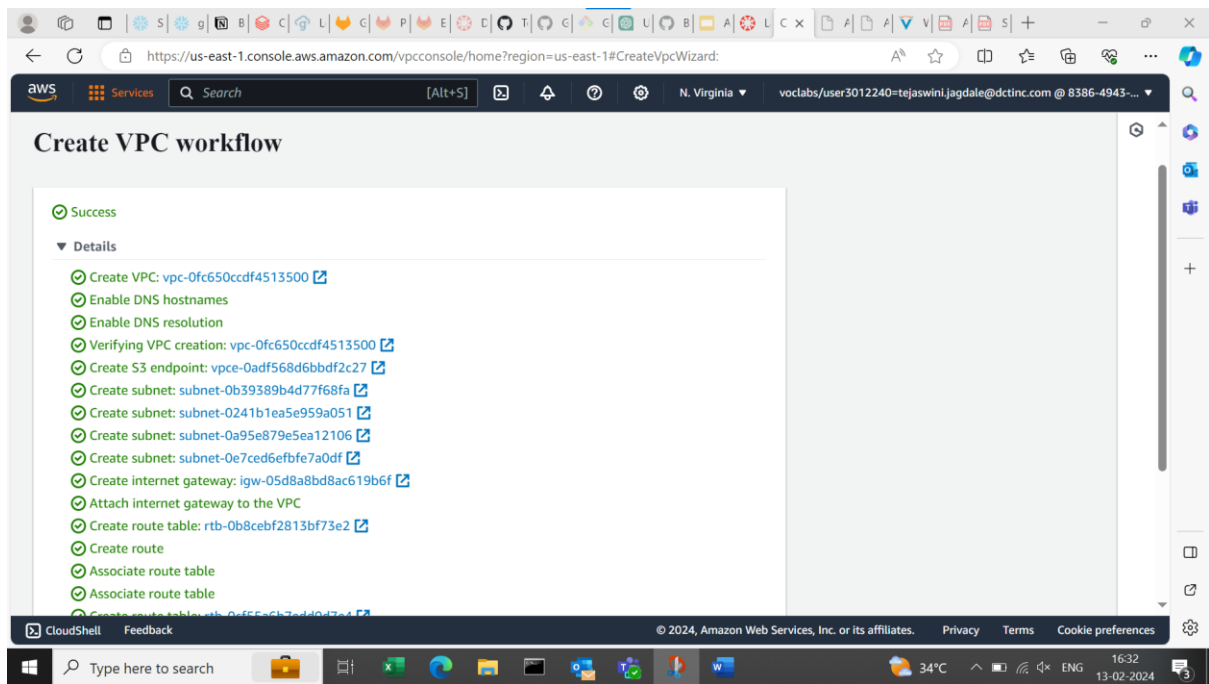 https://us-east-1.console.aws.amazon.com/vpcconsole/home?region=us-east-1#CreateVpcWizard:
aws Services Search [Alt+S] N. Virginia voclabs/user3012240=tejaswini.jagdale@dctinc.com @ 8386-4943-...
Create VPC workflow
Success
Details
Create VPC: vpc-0fc650ccdf4513500
Enable DNS hostnames
Enable DNS resolution
Verifying VPC creation: vpc-0fc650ccdf4513500
Create S3 endpoint: vpce-0adf568d6bbdf2c27
Create subnet: subnet-0b39389b4d77f68fa
Create subnet: subnet-0241b1ea5e959a051
Create subnet: subnet-0a95e879e5ea12106
Create subnet: subnet-0e7ced6efbfe7a0df
Create internet gateway: igw-05d8a8bd8ac619b6f
Attach internet gateway to the VPC
Create route table: rtb-0b8cebf2813bf73e2
Create route
Associate route table
Associate route table
Create route table:
CloudShell Feedback © 2024, Amazon Web Services, Inc. or its affiliates. Privacy Terms Cookie preferences
Type here to search 34°C ENG 16:32
13-02-2024 3